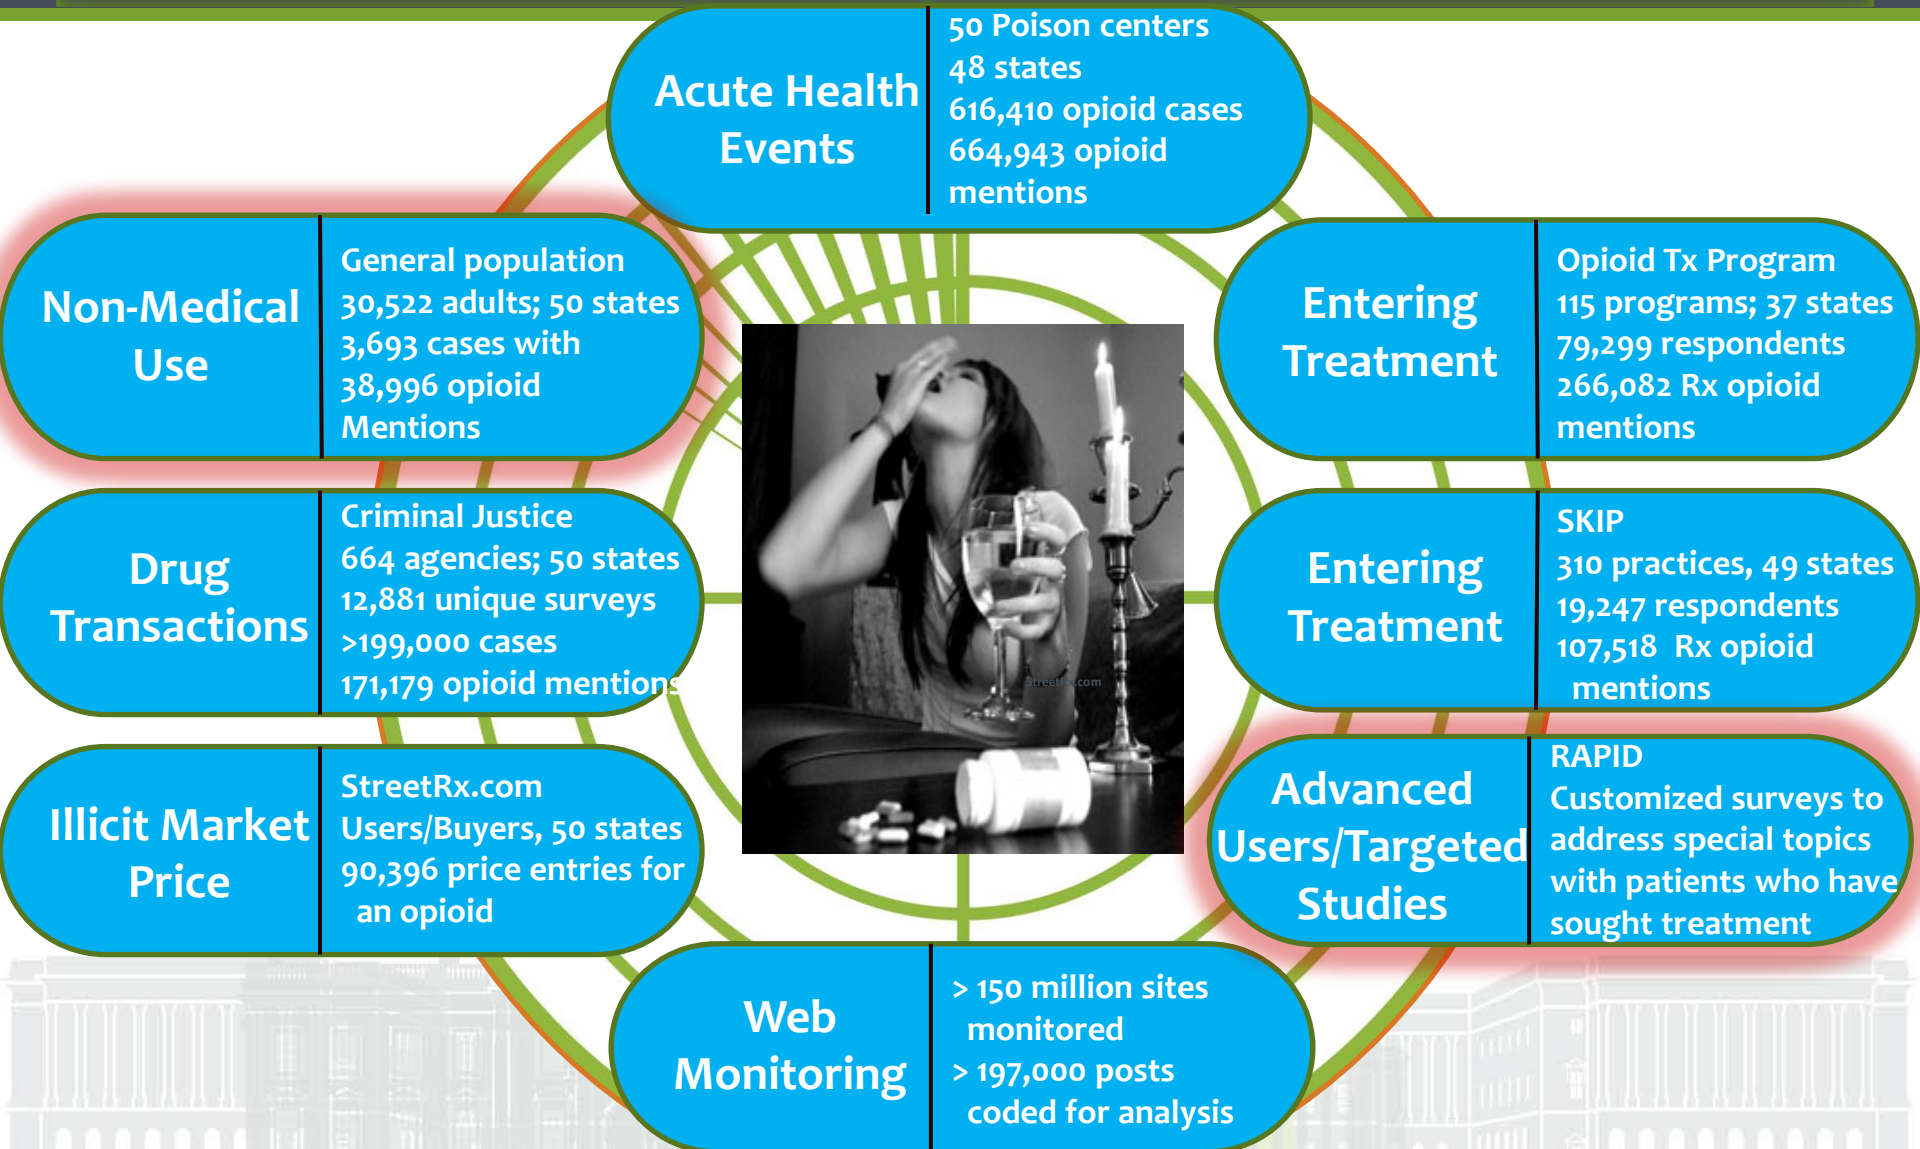 Acute Health
Events
50 Poison centers
48 states
616,410 opioid cases
664,943 opioid
mentions
Non-Medical
Use
General population
30,522 adults; 50 states
3,693 cases with
38,996 opioid
Mentions
Entering
Treatment
Opioid Tx Program
115 programs; 37 states
79,299 respondents
266,082 Rx opioid
mentions
Drug
Transactions
Criminal Justice
664 agencies; 50 states
12,881 unique surveys
>199,000 cases
171,179 opioid mentions
Entering
Treatment
SKIP
310 practices, 49 states
19,247 respondents
107,518 Rx opioid
mentions
StreetRx.com
Illicit Market
Price
StreetRx.com
Users/Buyers, 50 states
90,396 price entries for
an opioid
Advanced
Users/Targeted
Studies
RAPID
Customized surveys to
address special topics
with patients who have
sought treatment
Web
Monitoring
> 150 million sites
monitored
> 197,000 posts
coded for analysis